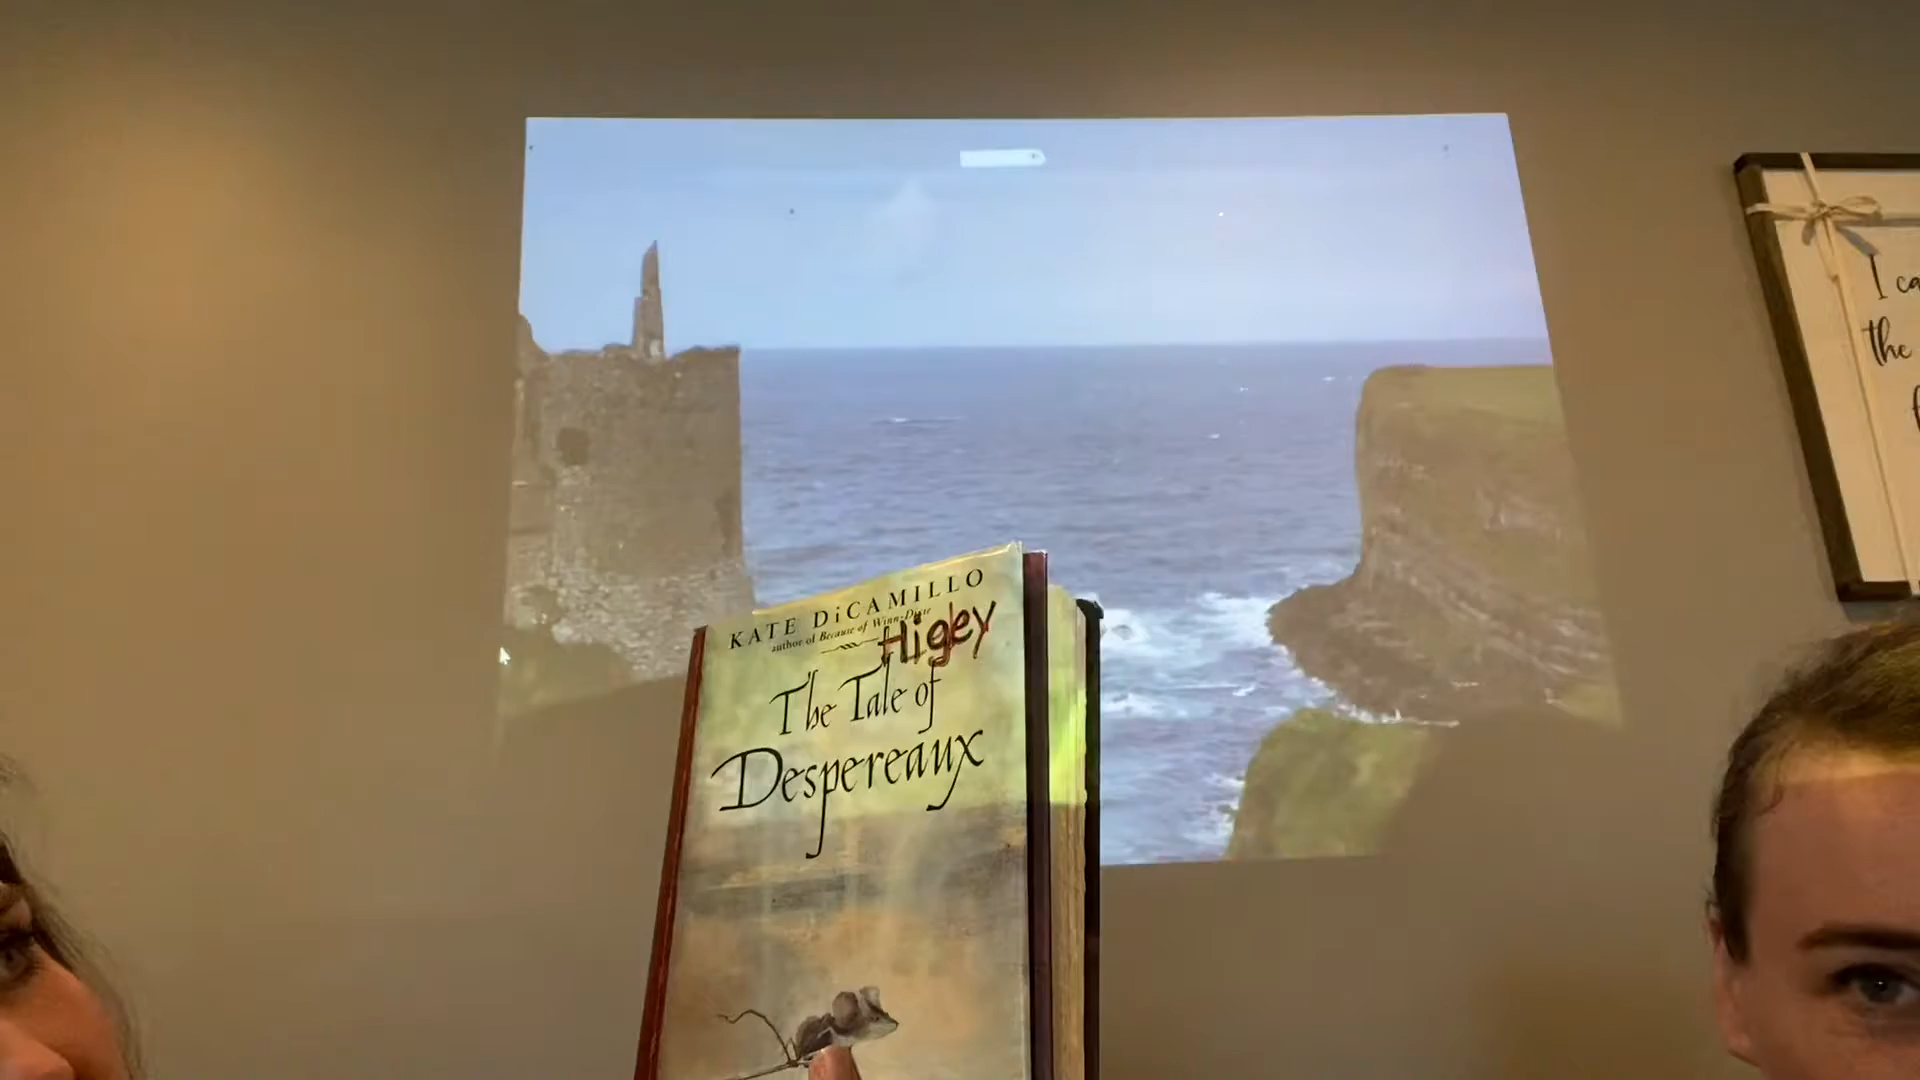 KATE DiCAMILLO
author of Because of Winn-Dixie
Higey
The Tale of
Despereaux
I ca
the